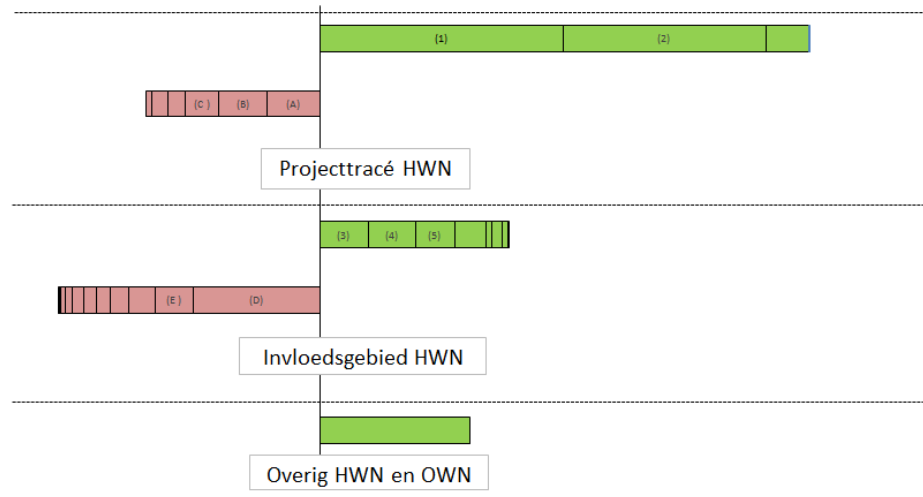 (1) (2)
(C ) (B) (A)
Projecttracé HWN
(3) (4) (5)
(E ) (D)
Invloedsgebied HWN
Overig HWN en OWN